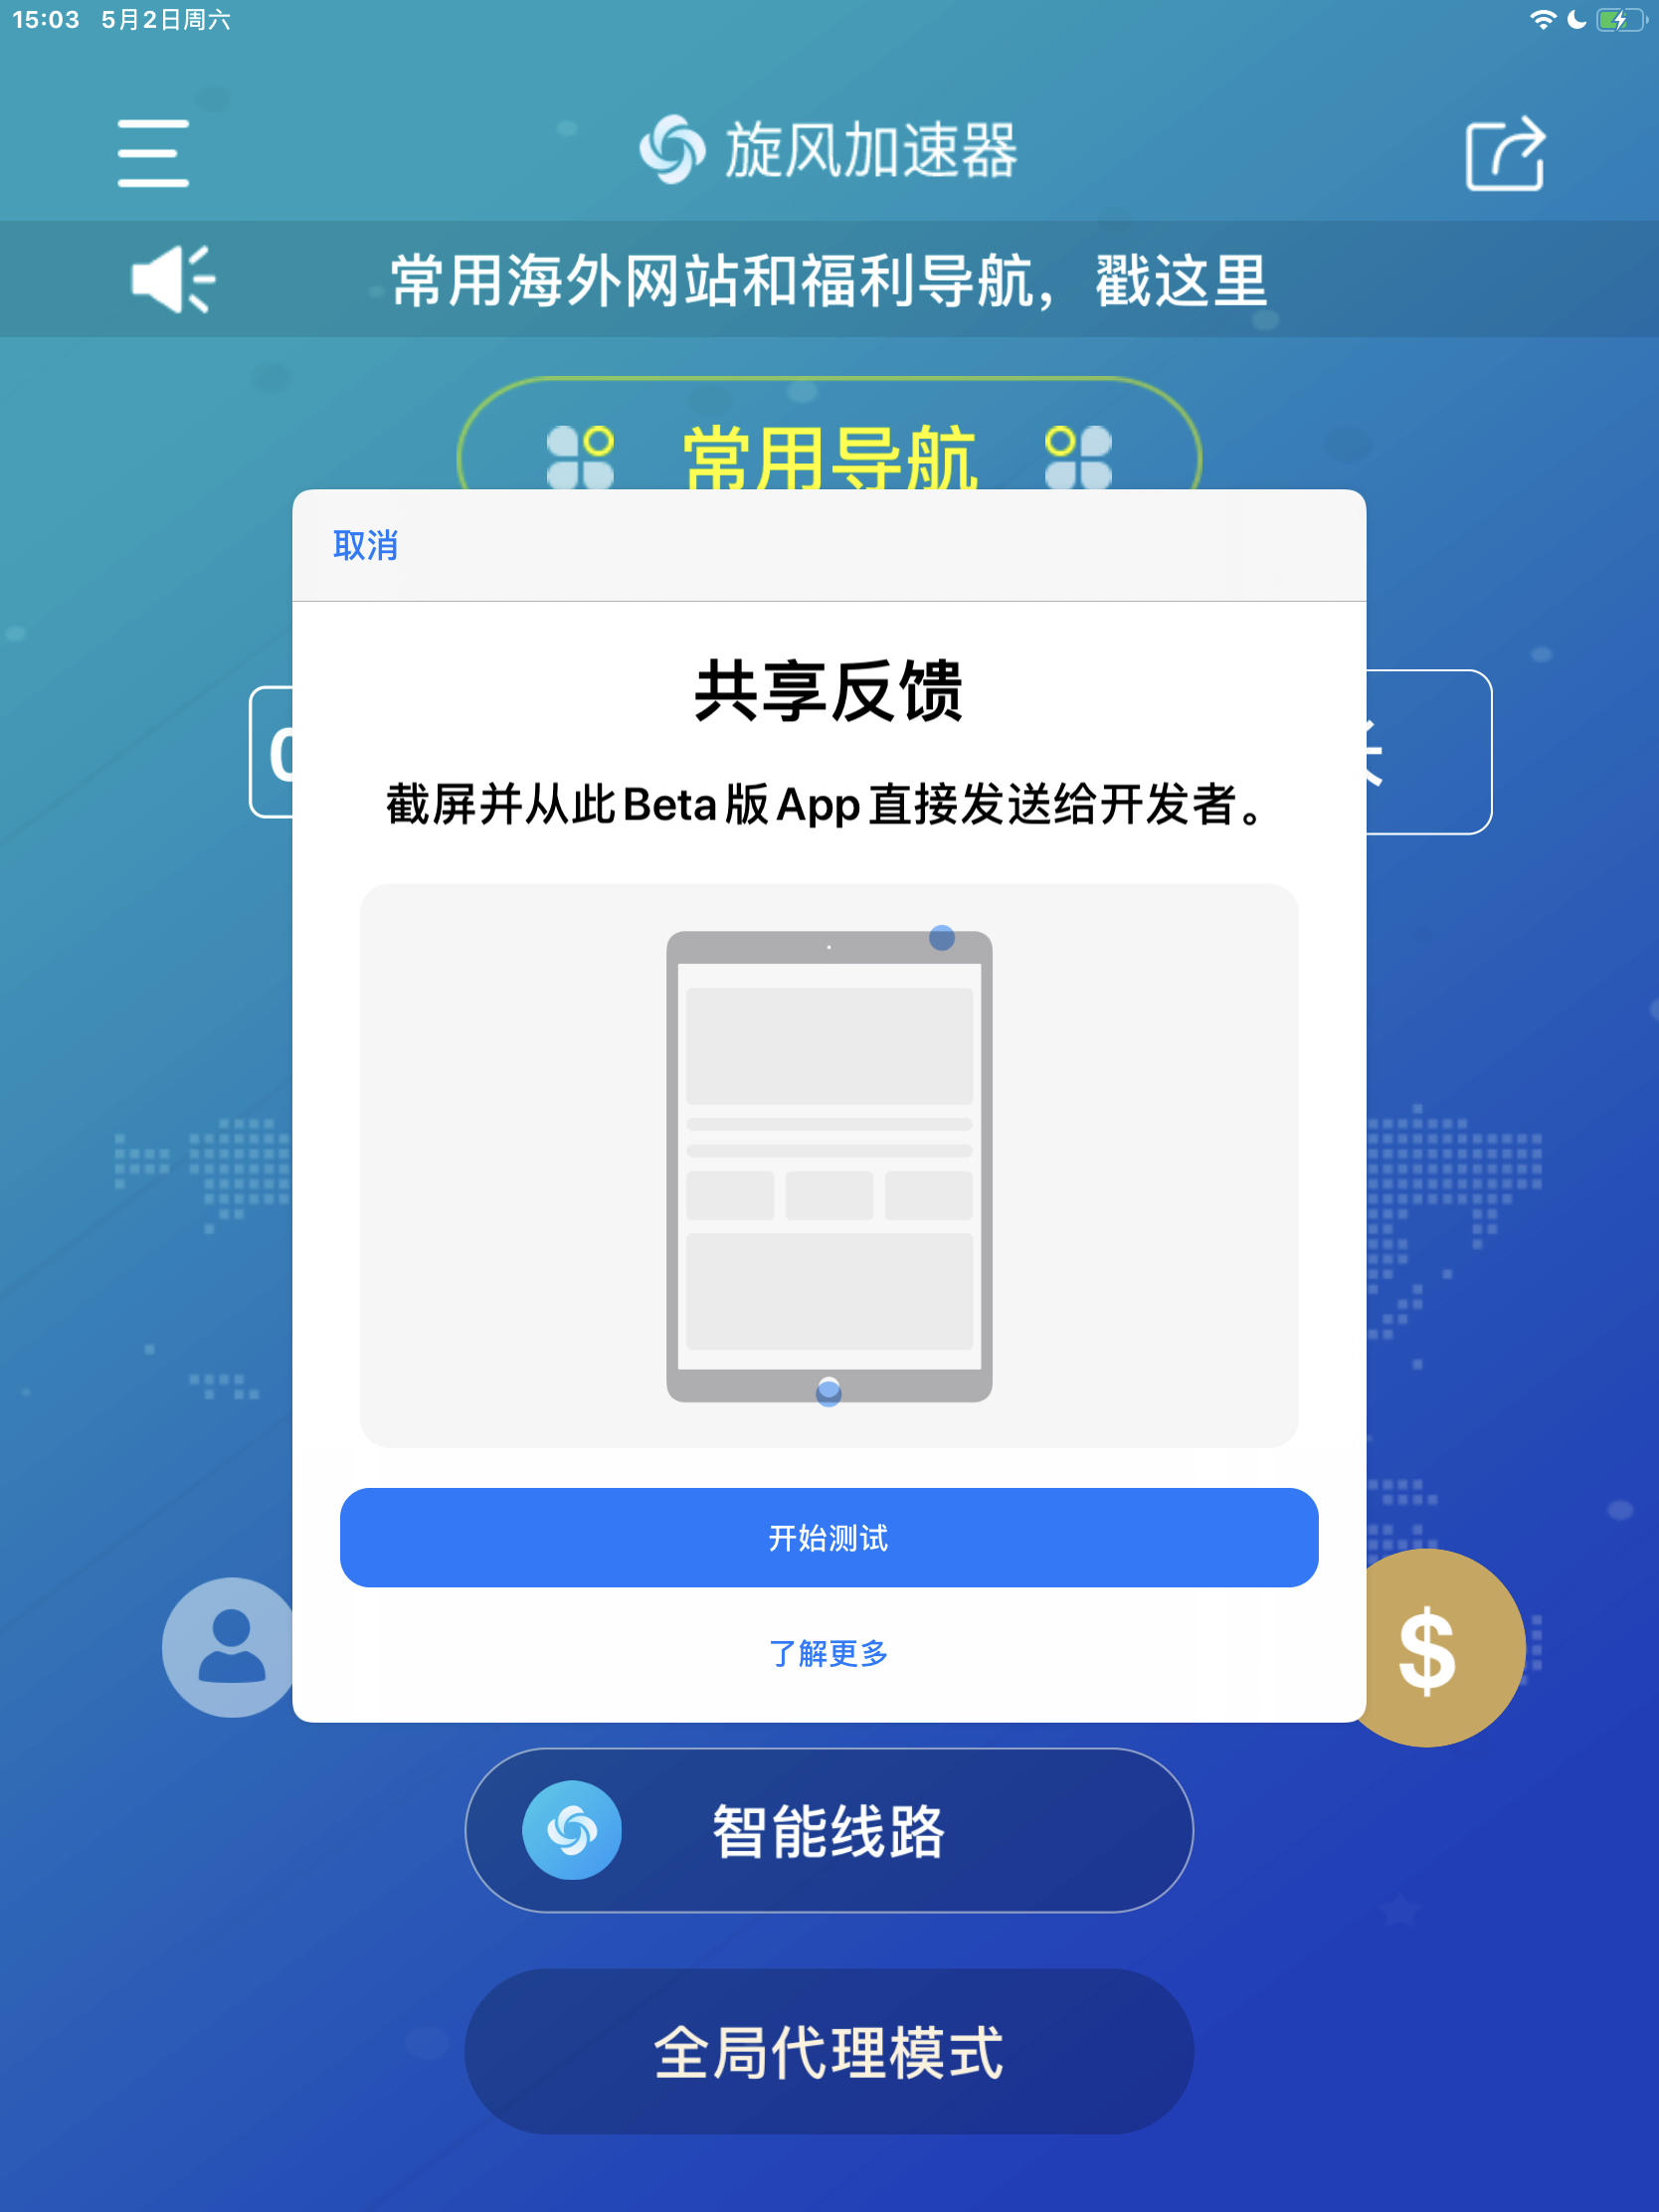 15:03 5月2日周六
旋风加速器
常用海外网站和福利导航，戳这里
常用导航
取消
共享反馈
截屏并从此Beta版App直接发送给开发者。
开始测试
了解更多
$
智能线路
全局代理模式